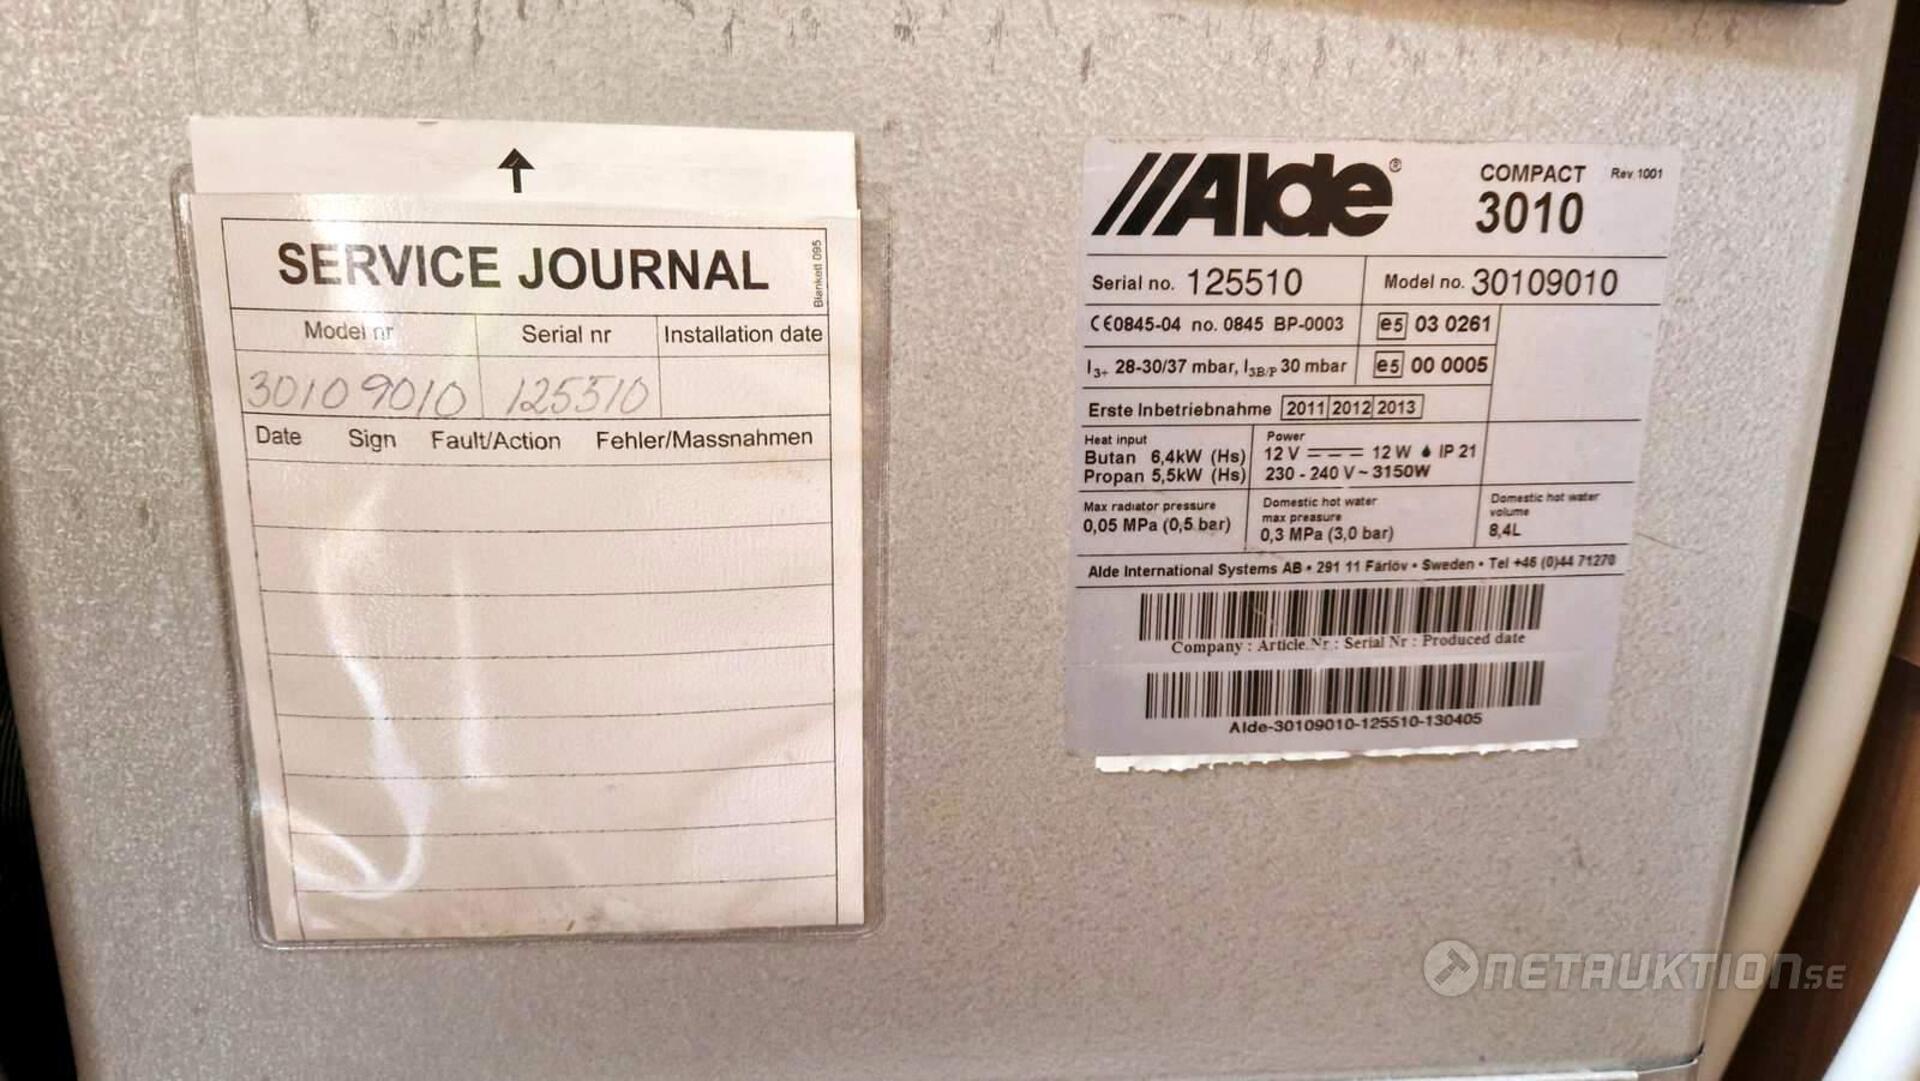 SERVICE JOURNAL
Blankett 095
Model nr Serial nr Installation date
30109010 125510
Date Sign Fault/Action Fehler/Massnahmen
Alde® COMPACT Rev. 1001
3010
Serial no. 125510 Model no. 30109010
CE0845-04 no. 0845 BP-0003 e5 03 0261
I3+ 28-30/37 mbar, I3B/P 30 mbar e5 00 0005
Erste Inbetriebnahme 2011 2012 2013
Heat input
Butan 6,4kW (Hs)
Propan 5,5kW (Hs)
Power
12 V 12 W IP 21
230 - 240 V ~ 3150W
Max radiator pressure
0,05 MPa (0,5 bar)
Domestic hot water
max preasure
0,3 MPa (3,0 bar)
Domestic hot water
volume
8,4L
Alde International Systems AB • 291 11 Färlöv • Sweden • Tel +46 (0)44 71270
Company : Article.Nr : Serial Nr : Produced date
Alde-30109010-125510-130405
NETAUKTION.SE